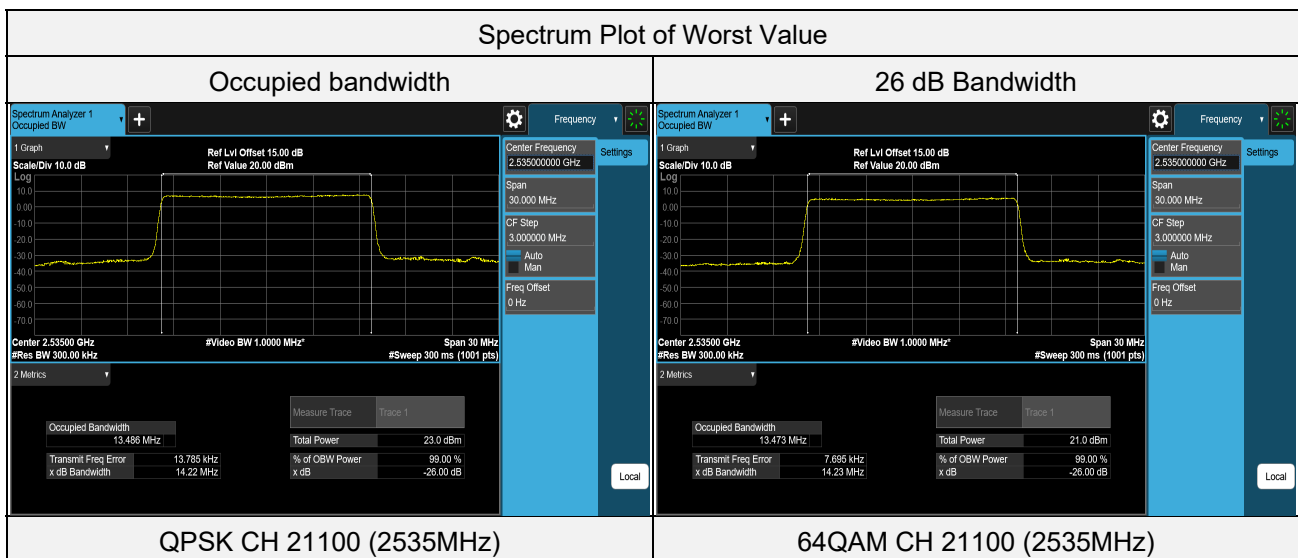 Spectrum Plot of Worst Value
Occupied bandwidth
26 dB Bandwidth
Spectrum Analyzer 1
Occupied BW
+
Frequency
1 Graph
Scale/Div 10.0 dB
Ref Lvl Offset 15.00 dB
Ref Value 20.00 dBm
Log
10.0
0.00
-10.0
-20.0
-30.0
-40.0
-50.0
-60.0
-70.0
Center 2.53500 GHz
#Video BW 1.0000 MHz*
Span 30 MHz
#Res BW 300.00 kHz
#Sweep 300 ms (1001 pts)
Center Frequency
2.535000000 GHz
Settings
Span
30.000 MHz
CF Step
3.000000 MHz
Auto
Man
Freq Offset
0 Hz
2 Metrics
Measure Trace Trace 1
Occupied Bandwidth
13.486 MHz
Total Power 23.0 dBm
Transmit Freq Error 13.785 kHz
% of OBW Power 99.00 %
x dB Bandwidth 14.22 MHz
x dB -26.00 dB
Local
Spectrum Analyzer 1
Occupied BW
+
Frequency
1 Graph
Scale/Div 10.0 dB
Ref Lvl Offset 15.00 dB
Ref Value 20.00 dBm
Log
10.0
0.00
-10.0
-20.0
-30.0
-40.0
-50.0
-60.0
-70.0
Center 2.53500 GHz
#Video BW 1.0000 MHz*
Span 30 MHz
#Res BW 300.00 kHz
#Sweep 300 ms (1001 pts)
Center Frequency
2.535000000 GHz
Settings
Span
30.000 MHz
CF Step
3.000000 MHz
Auto
Man
Freq Offset
0 Hz
2 Metrics
Measure Trace Trace 1
Occupied Bandwidth
13.473 MHz
Total Power 21.0 dBm
Transmit Freq Error 7.695 kHz
% of OBW Power 99.00 %
x dB Bandwidth 14.23 MHz
x dB -26.00 dB
Local
QPSK CH 21100 (2535MHz)
64QAM CH 21100 (2535MHz)